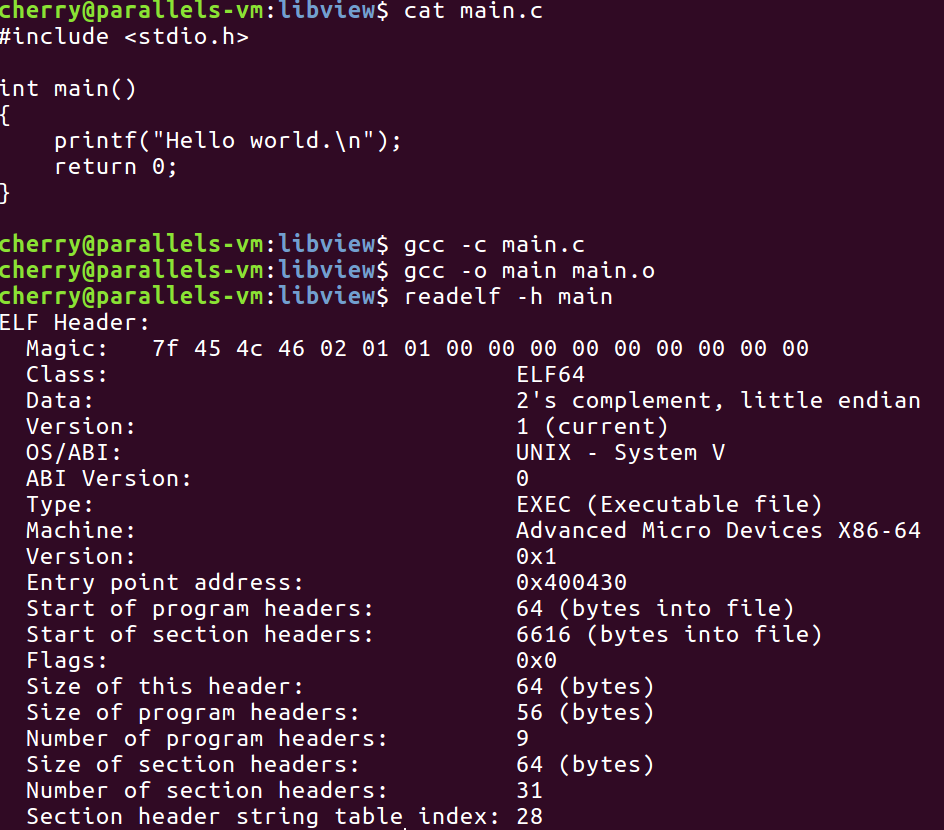 cherry@parallels-vm:libview$ cat main.c
#include <stdio.h>
int main()
{
    printf("Hello world.\n");
    return 0;
}
cherry@parallels-vm:libview$ gcc -c main.c
cherry@parallels-vm:libview$ gcc -o main main.o
cherry@parallels-vm:libview$ readelf -h main
ELF Header:
  Magic:   7f 45 4c 46 02 01 01 00 00 00 00 00 00 00 00 00
  Class:                             ELF64
  Data:                              2's complement, little endian
  Version:                           1 (current)
  OS/ABI:                            UNIX - System V
  ABI Version:                       0
  Type:                              EXEC (Executable file)
  Machine:                           Advanced Micro Devices X86-64
  Version:                           0x1
  Entry point address:               0x400430
  Start of program headers:          64 (bytes into file)
  Start of section headers:          6616 (bytes into file)
  Flags:                             0x0
  Size of this header:               64 (bytes)
  Size of program headers:           56 (bytes)
  Number of program headers:         9
  Size of section headers:           64 (bytes)
  Number of section headers:         31
  Section header string table index: 28